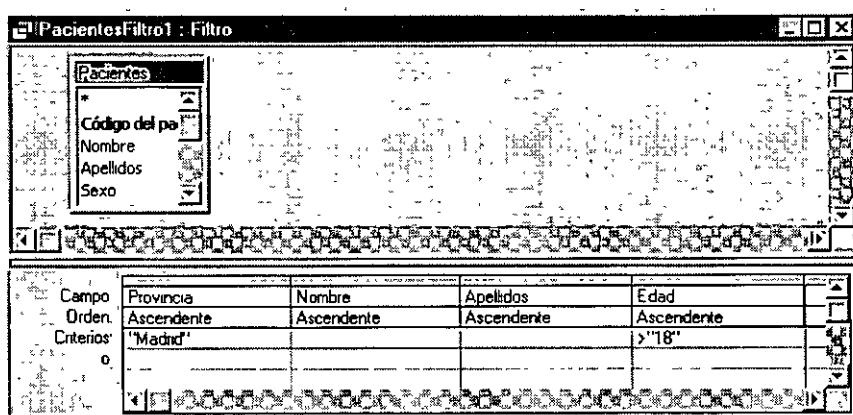 PacientesFiltro1 : Filtro
Pacientes
*
Código del pa
Nombre
Apellidos
Sexo
Campo Provincia Nombre Apellidos Edad
Orden. Ascendente Ascendente Ascendente Ascendente
Criterios "Madrid" >"18"
o